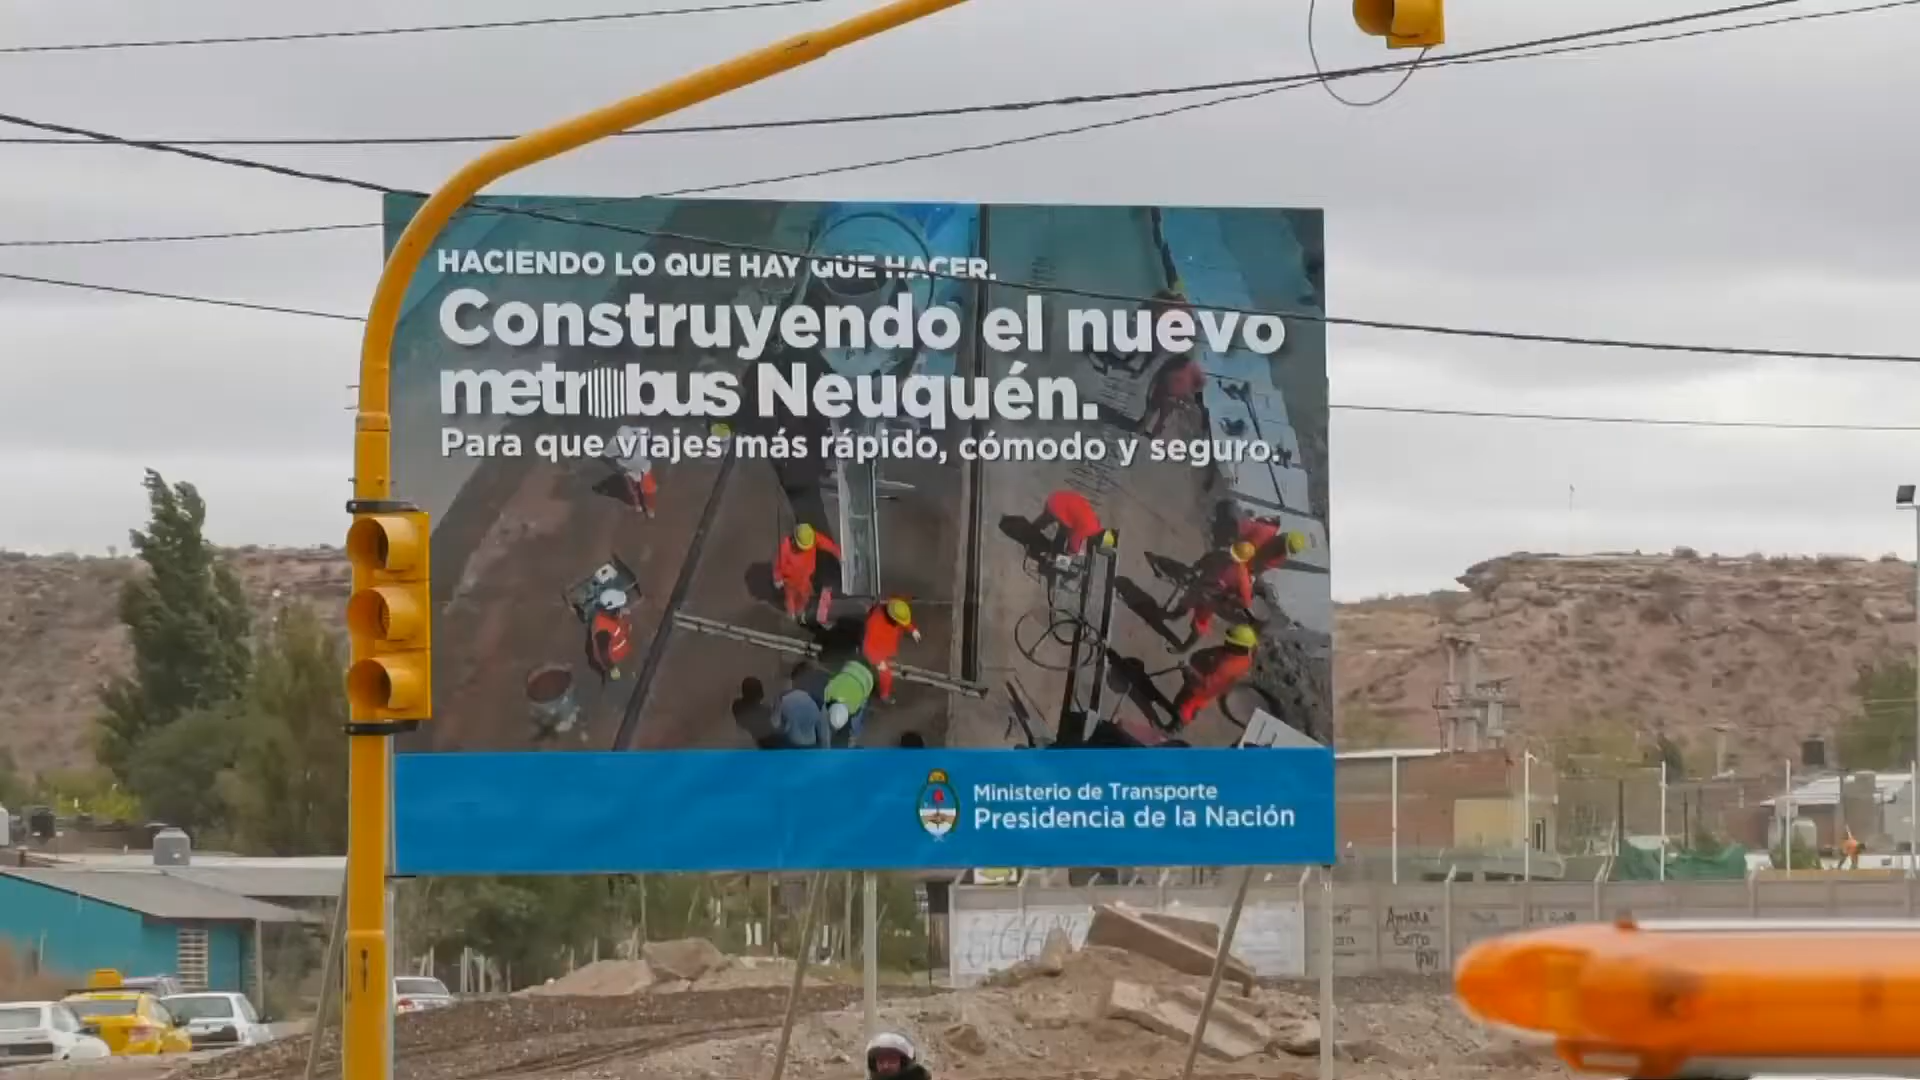 HACIENDO LO QUE HAY QUE HACER.
Construyendo el nuevo
metrobus Neuquén.
Para que viajes más rápido, cómodo y seguro.
Ministerio de Transporte
Presidencia de la Nación
AYMARA